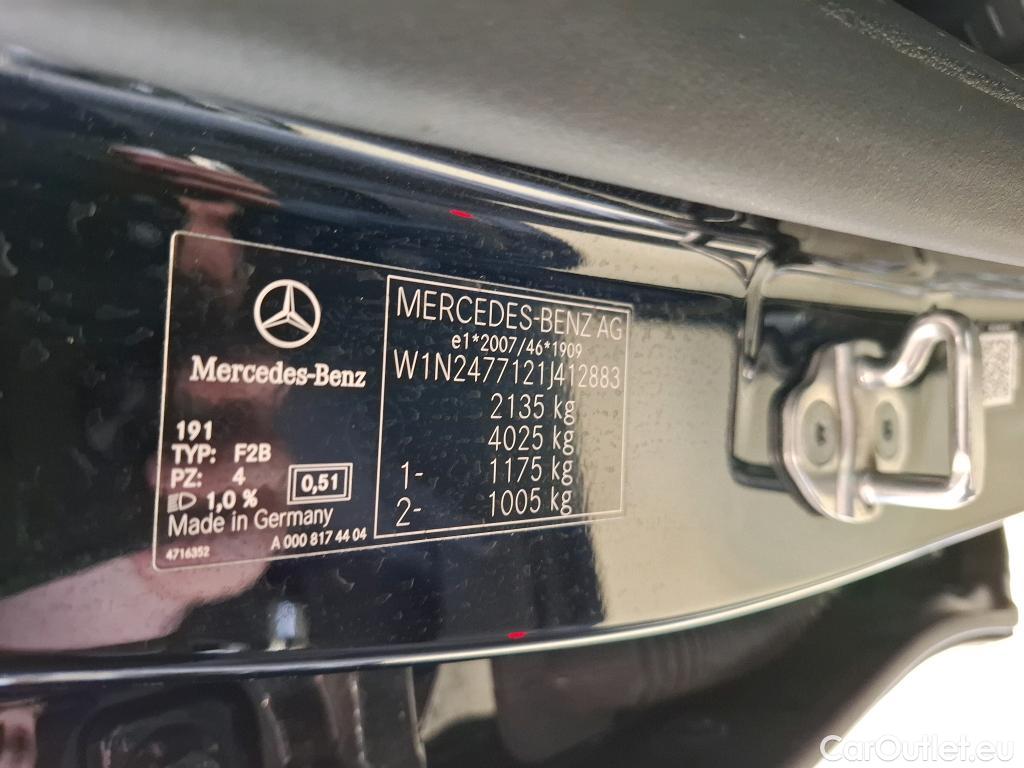 Mercedes-Benz
191
TYP: F2B
PZ: 4
1,0 %
0,51
Made in Germany
4716352
A 000 817 44 04
MERCEDES-BENZ AG
e1*2007/46*1909
W1N2477121J412883
2135 kg
4025 kg
1- 1175 kg
2- 1005 kg
CarOutlet.eu